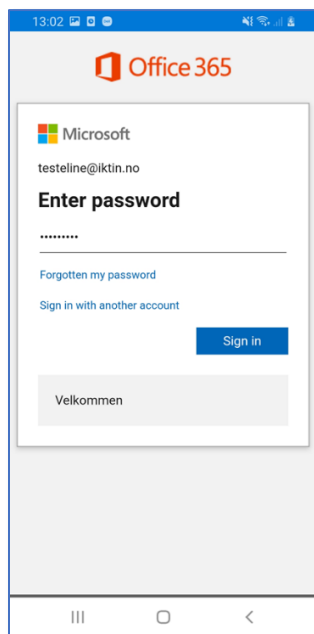 13:02
Office 365
Microsoft
testeline@iktin.no
Enter password
•••••••••
Forgotten my password
Sign in with another account
Sign in
Velkommen